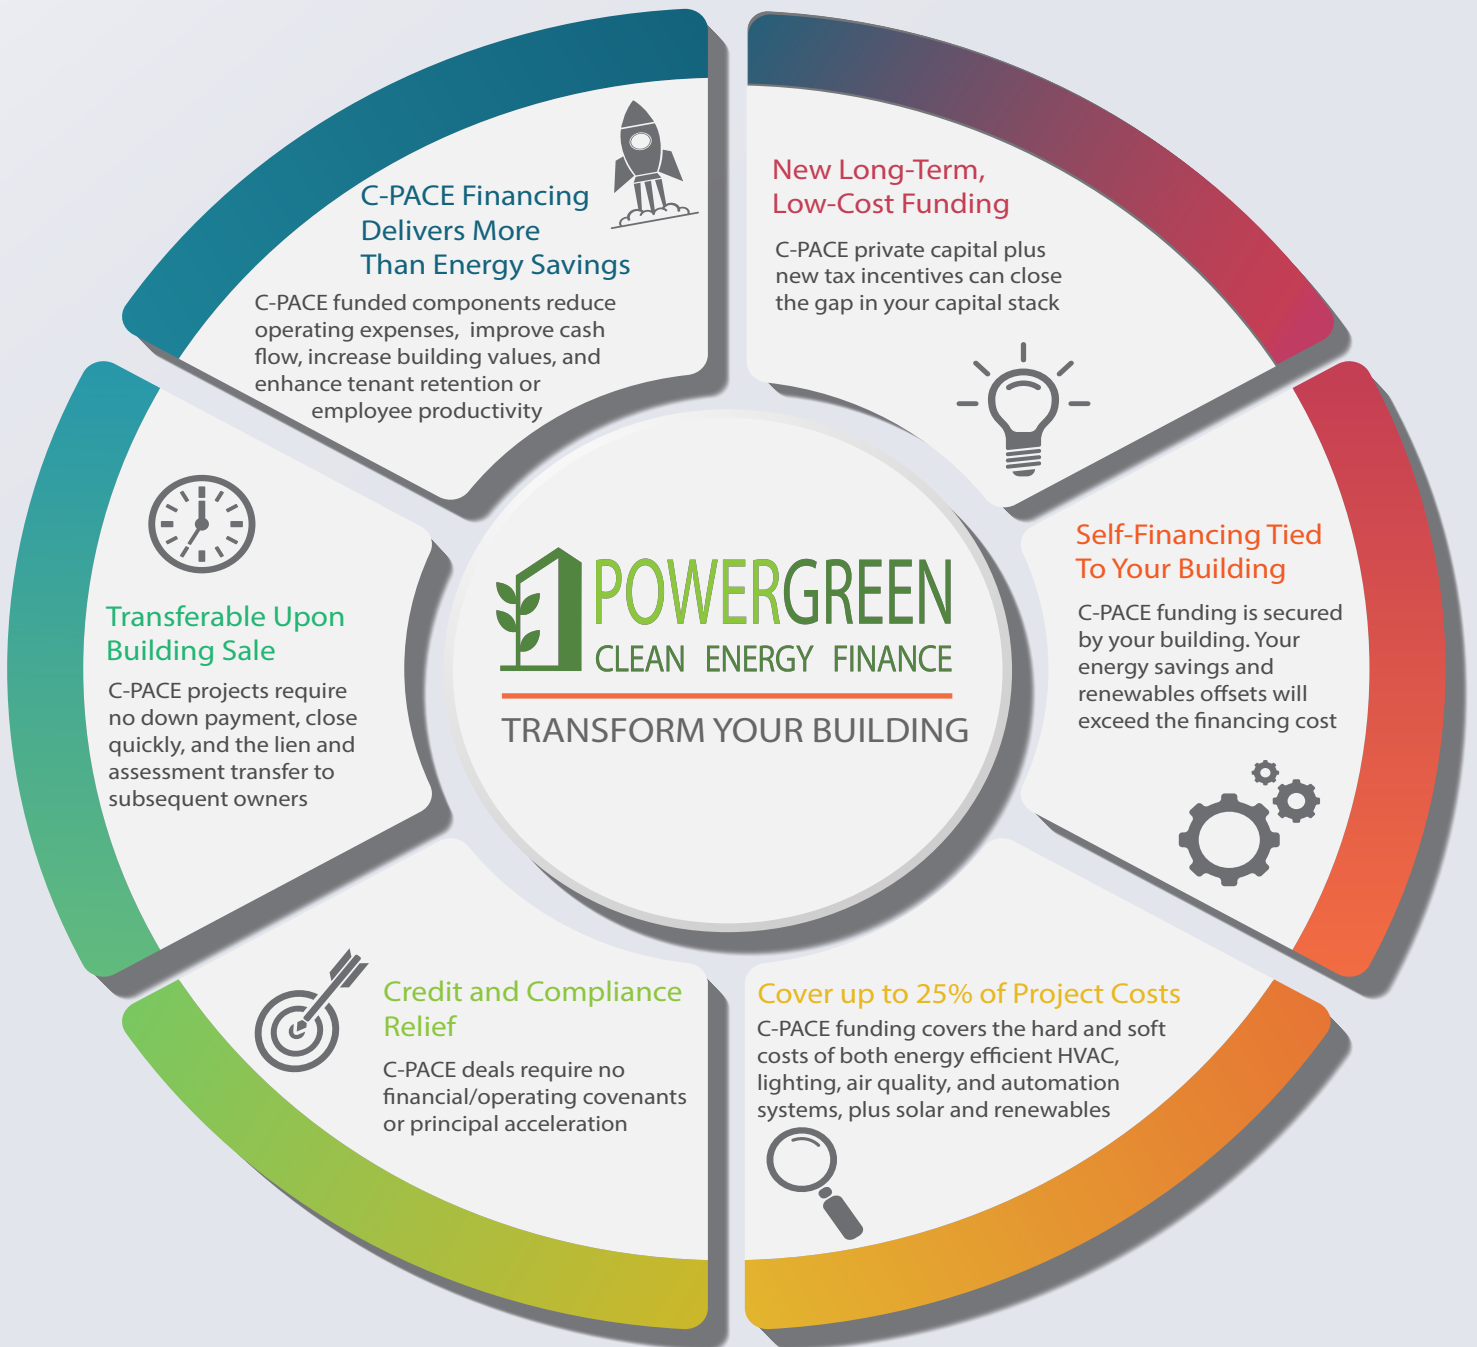 C-PACE Financing
Delivers More
Than Energy Savings
C-PACE funded components reduce
operating expenses, improve cash
flow, increase building values, and
enhance tenant retention or
employee productivity
New Long-Term,
Low-Cost Funding
C-PACE private capital plus
new tax incentives can close
the gap in your capital stack
Self-Financing Tied
To Your Building
C-PACE funding is secured
by your building. Your
energy savings and
renewables offsets will
exceed the financing cost
Cover up to 25% of Project Costs
C-PACE funding covers the hard and soft
costs of both energy efficient HVAC,
lighting, air quality, and automation
systems, plus solar and renewables
Credit and Compliance
Relief
C-PACE deals require no
financial/operating covenants
or principal acceleration
Transferable Upon
Building Sale
C-PACE projects require
no down payment, close
quickly, and the lien and
assessment transfer to
subsequent owners
POWERGREEN
CLEAN ENERGY FINANCE
TRANSFORM YOUR BUILDING